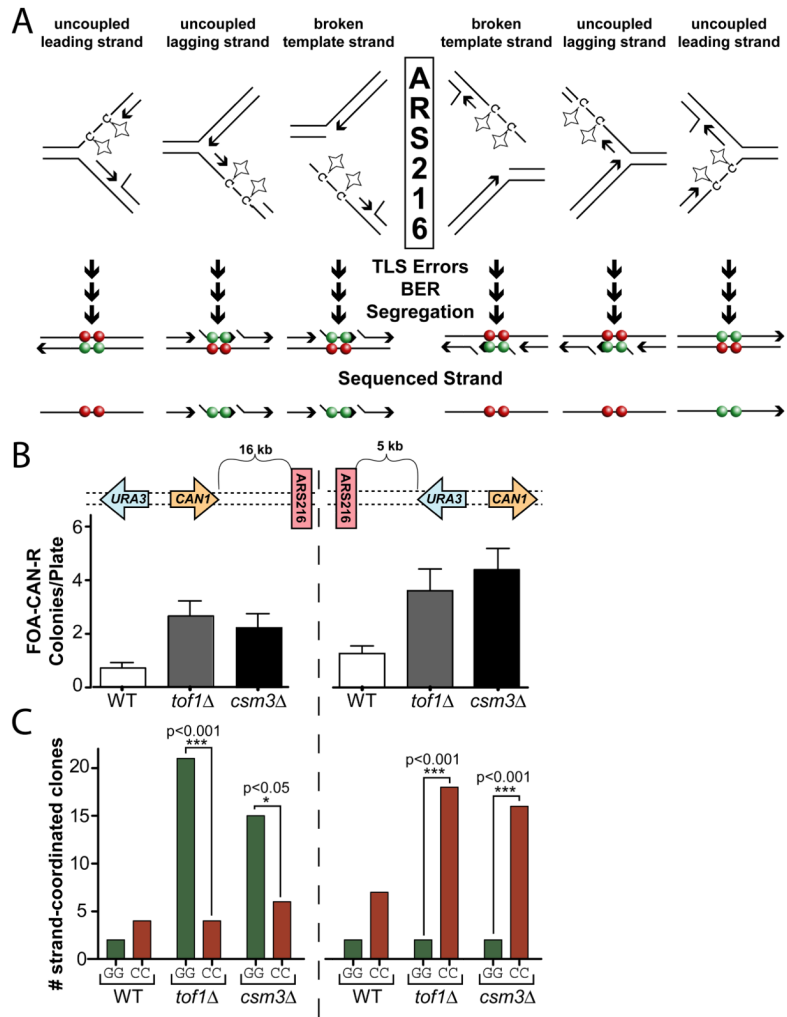 A
uncoupled leading strand
uncoupled lagging strand
broken template strand
broken template strand
uncoupled lagging strand
uncoupled leading strand
ARS216
C C
C C
C C
C C
C C
C C
TLS Errors
BER
Segregation
Sequenced Strand
B
16 kb
5 kb
URA3
CAN1
ARS216
ARS216
URA3
CAN1
FOA-CAN-R
Colonies/Plate
6
4
2
0
WT
tof1Δ
csm3Δ
WT
tof1Δ
csm3Δ
C
# strand-coordinated clones
20
15
10
5
0
p<0.001
***
p<0.05
*
p<0.001
***
p<0.001
***
GG CC
GG CC
GG CC
GG CC
GG CC
GG CC
WT
tof1Δ
csm3Δ
WT
tof1Δ
csm3Δ